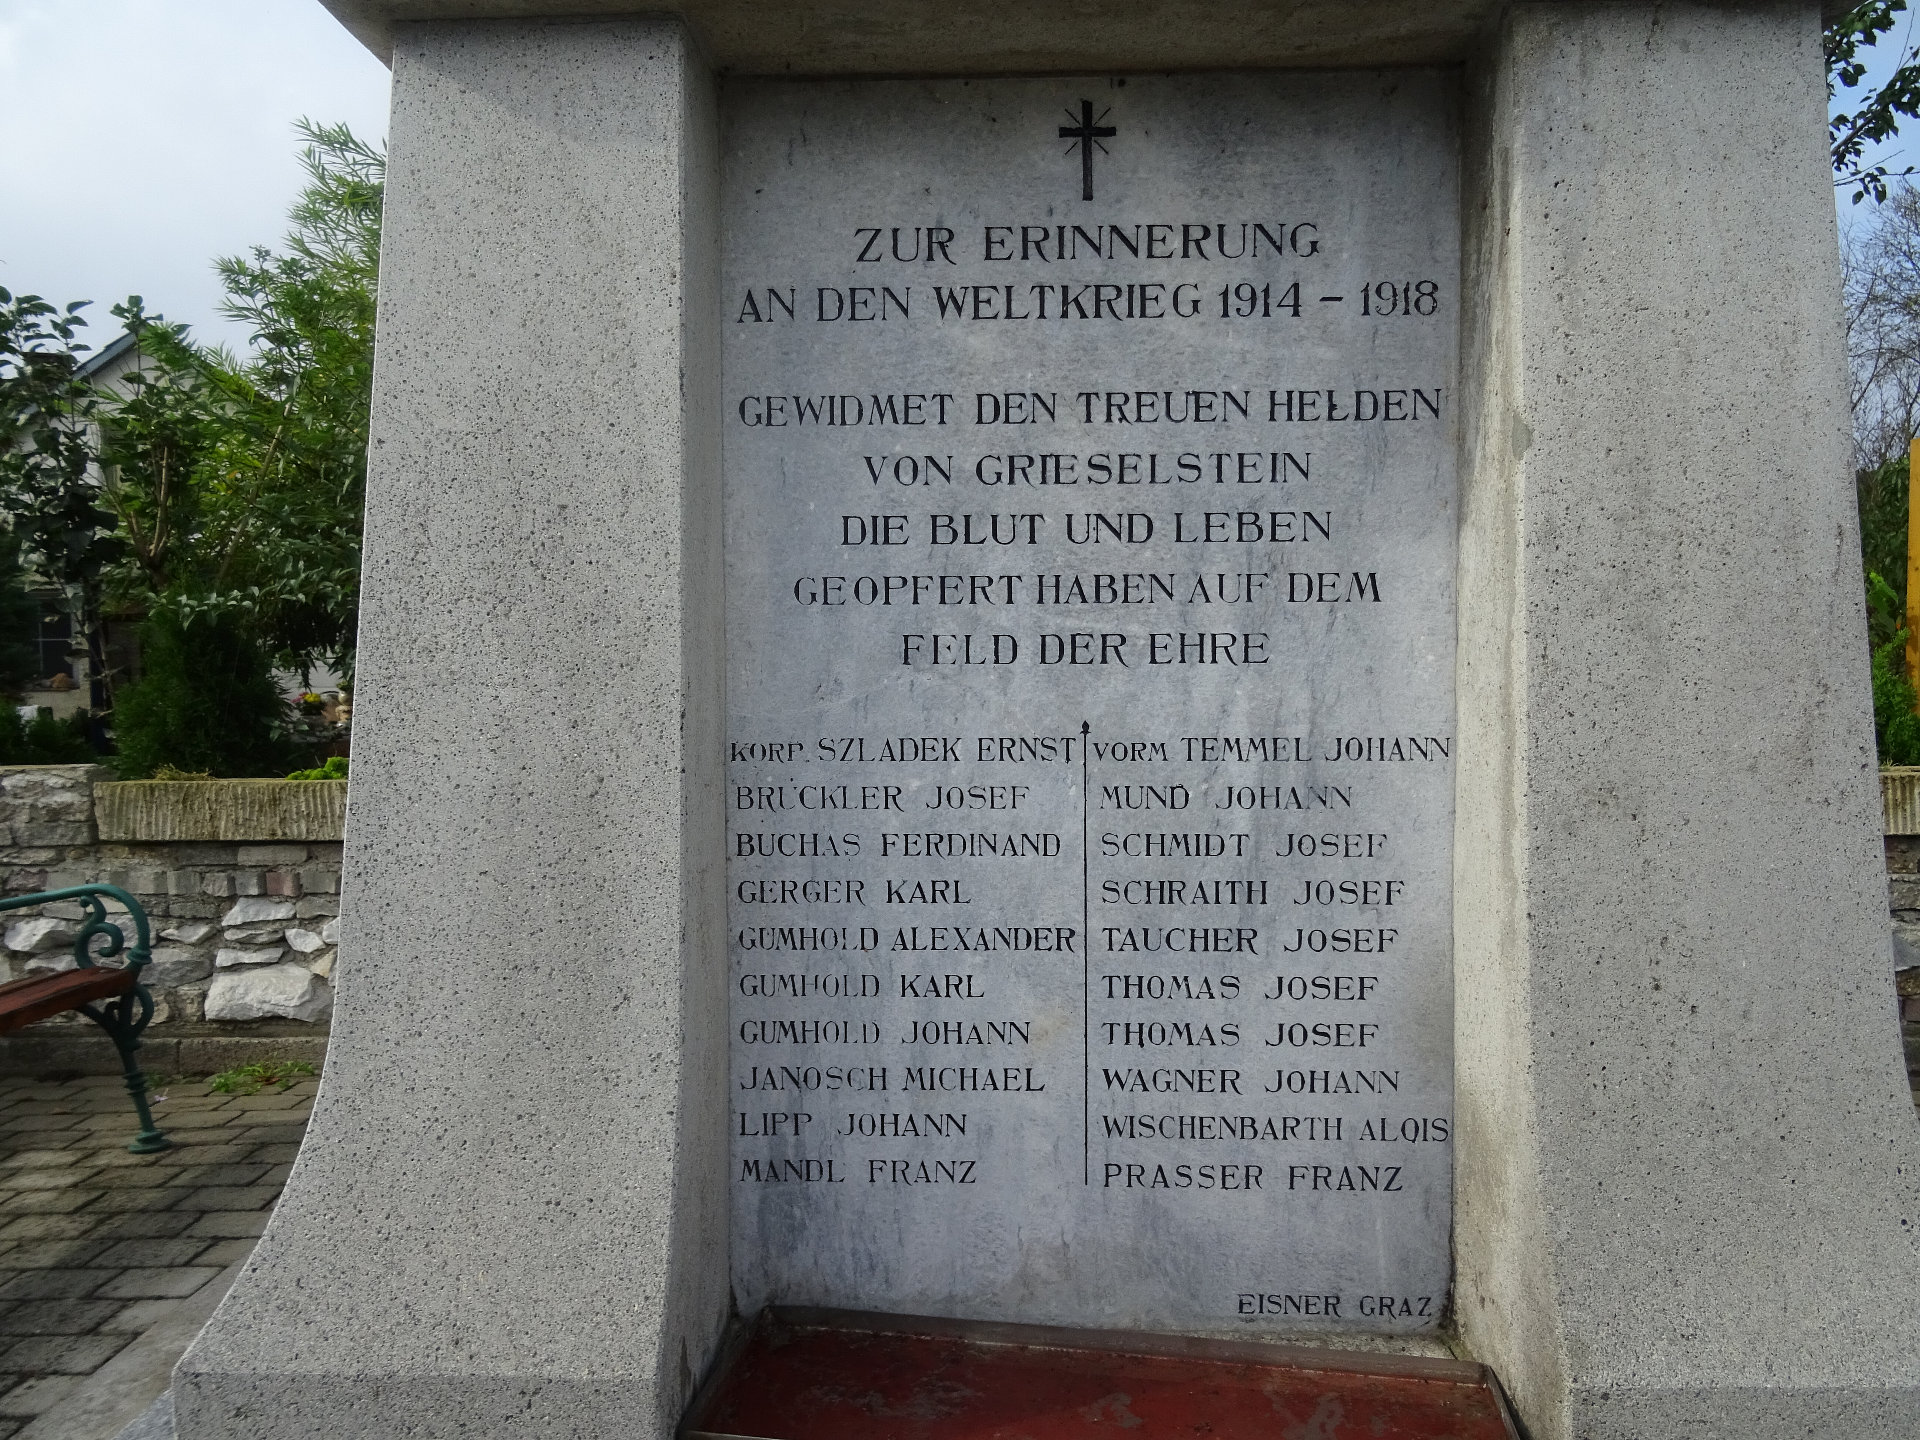 ZUR ERINNERUNG
AN DEN WELTKRIEG 1914 – 1918
GEWIDMET DEN TREUEN HELDEN
VON GRIESELSTEIN
DIE BLUT UND LEBEN
GEOPFERT HABEN AUF DEM
FELD DER EHRE
KORP. SZLADEK ERNST
BRÜCKLER JOSEF
BUCHAS FERDINAND
GERGER KARL
GUMHOLD ALEXANDER
GUMHOLD KARL
GUMHOLD JOHANN
JANOSCH MICHAEL
LIPP JOHANN
MANDL FRANZ
VORM TEMMEL JOHANN
MUND JOHANN
SCHMIDT JOSEF
SCHRAITH JOSEF
TAUCHER JOSEF
THOMAS JOSEF
THOMAS JOSEF
WAGNER JOHANN
WISCHENBARTH ALOIS
PRASSER FRANZ
EISNER GRAZ